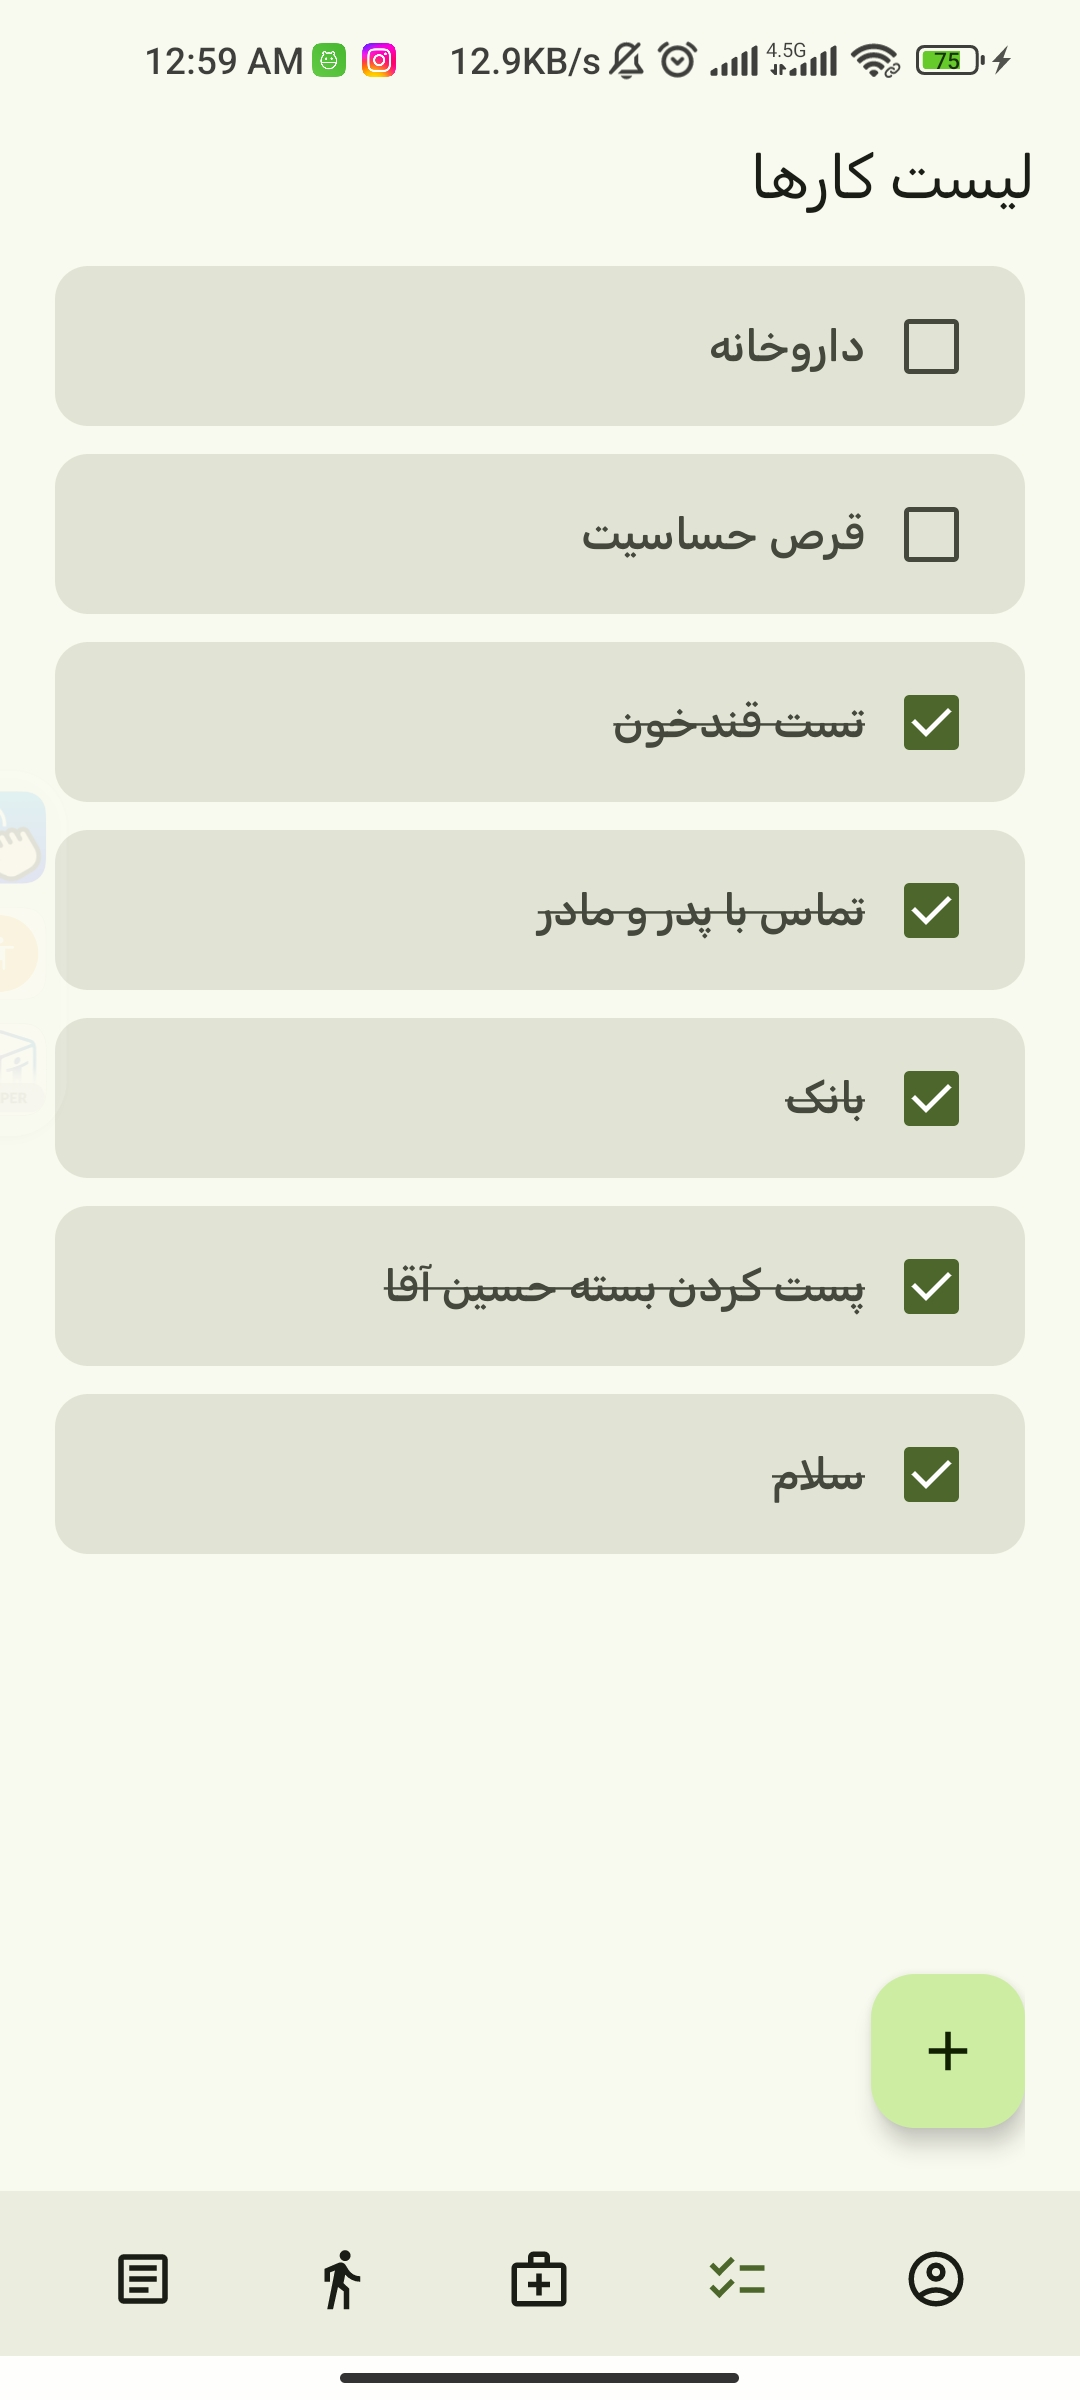 12:59 AM 12.9KB/s 4.5G 75
لیست کارها
داروخانه
قرص حساسیت
تست قندخون
تماس با پدر و مادر
بانک
پست کردن بسته حسین آقا
سلام
PER